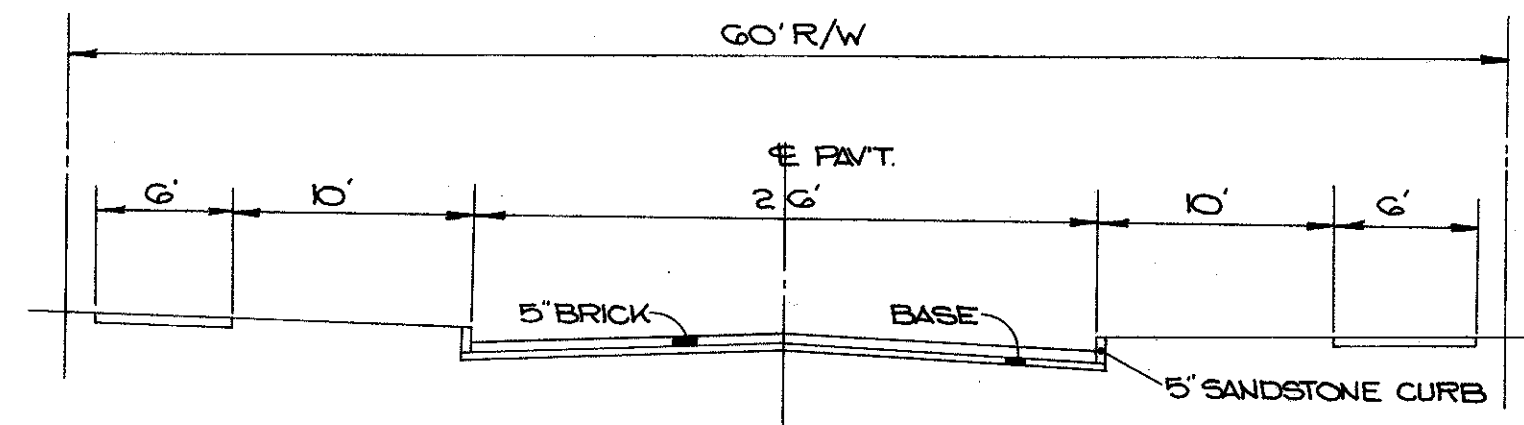 60' R/W
℄ PAV'T.
6' 10' 26' 10' 6'
5" BRICK
BASE
5" SANDSTONE CURB